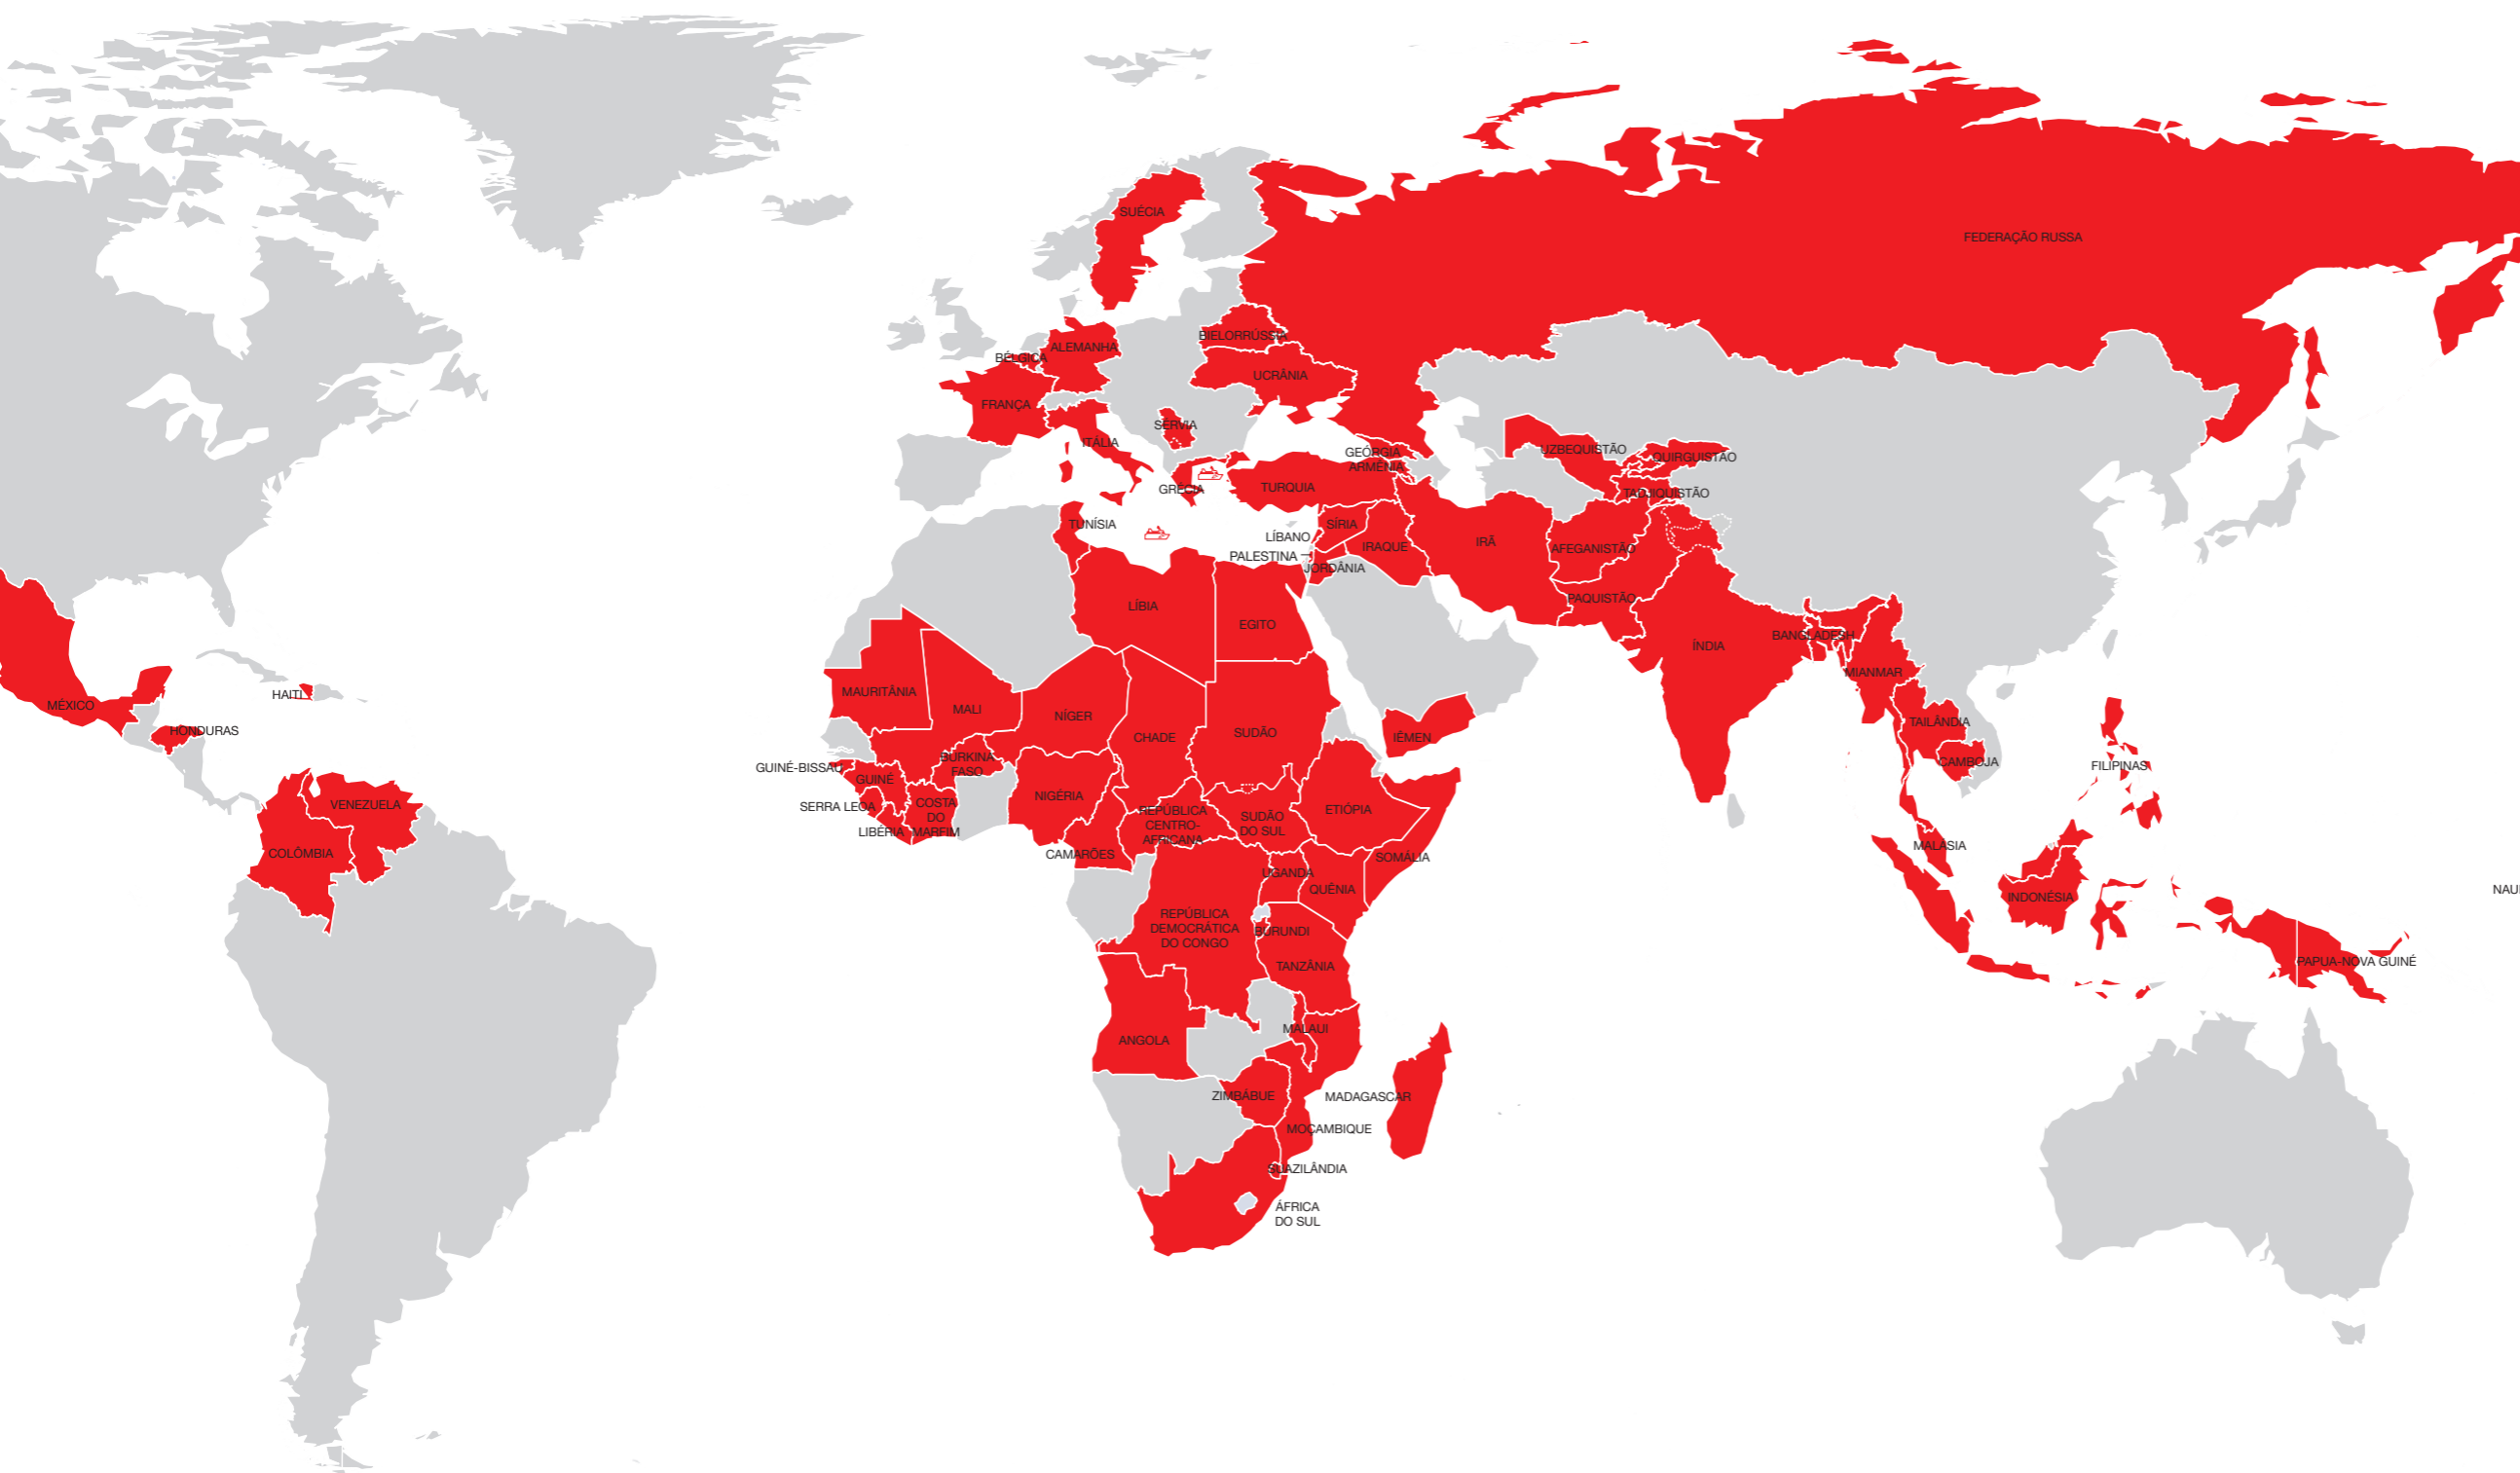 SUÉCIA
FEDERAÇÃO RUSSA
BIELORRÚSSIA
ALEMANHA
BÉLGICA
UCRÂNIA
FRANÇA
SÉRVIA
ITÁLIA
GEÓRGIA
UZBEQUISTÃO
QUIRGUISTÃO
ARMÊNIA
GRÉCIA
TURQUIA
TADJIQUISTÃO
TUNÍSIA
SÍRIA
LÍBANO
IRÃ
IRAQUE
AFEGANISTÃO
PALESTINA
JORDÂNIA
PAQUISTÃO
LÍBIA
EGITO
BANGLADESH
ÍNDIA
MIANMAR
MAURITÂNIA
HAITI
MÉXICO
MALI
NÍGER
TAILÂNDIA
HONDURAS
SUDÃO
CHADE
IÊMEN
BURKINA
FASO
CAMBOJA
FILIPINAS
GUINÉ-BISSAU
GUINÉ
NIGÉRIA
VENEZUELA
SERRA LEOA
COSTA
DO
MARFIM
LIBÉRIA
REPÚBLICA
CENTRO-
AFRICANA
SUDÃO
DO SUL
ETIÓPIA
COLÔMBIA
CAMARÕES
SOMÁLIA
MALÁSIA
UGANDA
QUÊNIA
NAU
INDONÉSIA
REPÚBLICA
DEMOCRÁTICA
DO CONGO
BURUNDI
TANZÂNIA
PAPUA-NOVA GUINÉ
MALAUI
ANGOLA
ZIMBÁBUE
MADAGASCAR
MOÇAMBIQUE
SUAZILÂNDIA
ÁFRICA
DO SUL